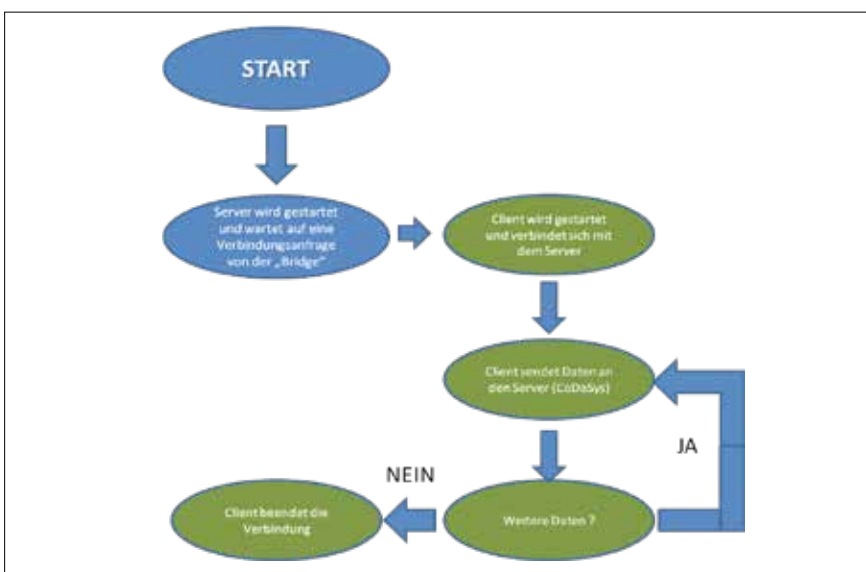 START
Server wird gestartet
und wartet auf eine
Verbindungsanfrage
von der „Bridge“
Client wird gestartet
und verbindet sich mit
dem Server
Client sendet Daten an
den Server (CoDaSys)
JA
NEIN
Weitere Daten ?
Client beendet die
Verbindung